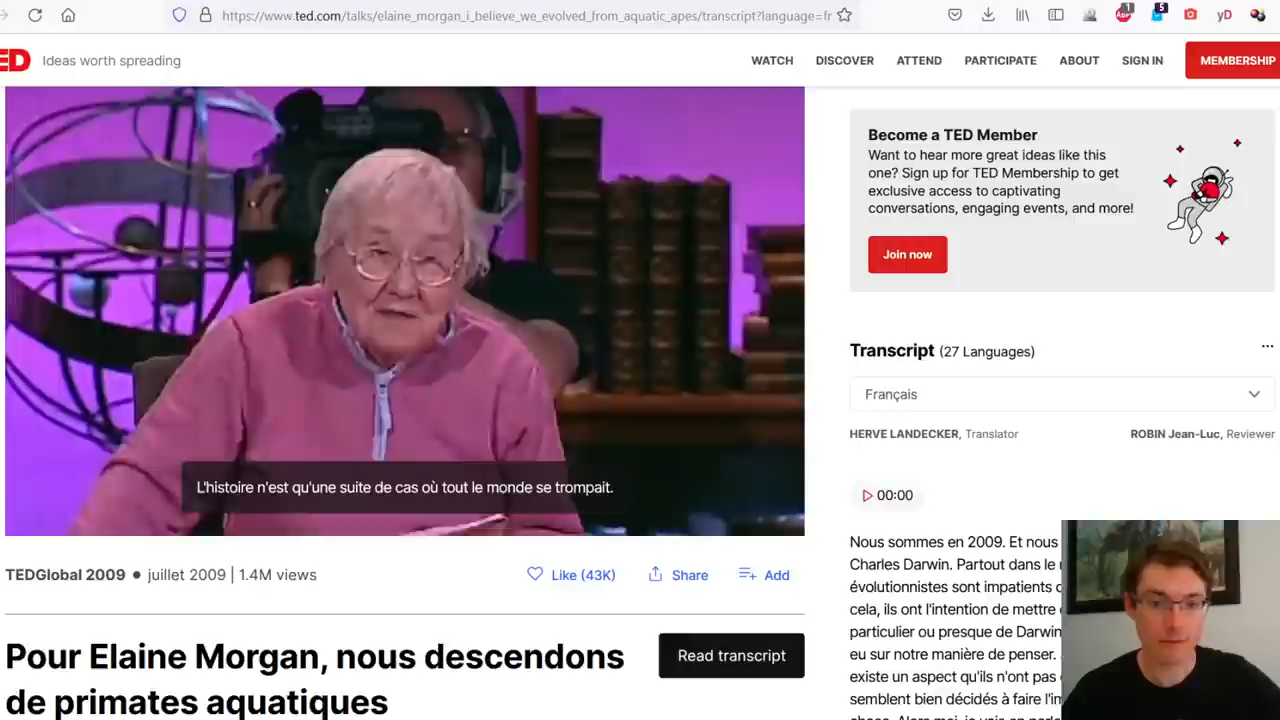 https://www.ted.com/talks/elaine_morgan_i_believe_we_evolved_from_aquatic_apes/transcript?language=fr
1
5
yD
ED
Ideas worth spreading
WATCH
DISCOVER
ATTEND
PARTICIPATE
ABOUT
SIGN IN
MEMBERSHIP
L'histoire n'est qu'une suite de cas où tout le monde se trompait.
TEDGlobal 2009 ● juillet 2009 | 1.4M views
Like (43K)
Share
Add
Pour Elaine Morgan, nous descendons
de primates aquatiques
Read transcript
Become a TED Member
Want to hear more great ideas like this
one? Sign up for TED Membership to get
exclusive access to captivating
conversations, engaging events, and more!
Join now
Transcript (27 Languages)
Français
HERVE LANDECKER, Translator
ROBIN Jean-Luc, Reviewer
00:00
Nous sommes en 2009. Et nous
Charles Darwin. Partout dans le
évolutionnistes sont impatients
cela, ils ont l'intention de mettre
particulier ou presque de Darwin
eu sur notre manière de penser.
existe un aspect qu'ils n'ont pas
semblent bien décidés à faire l'im